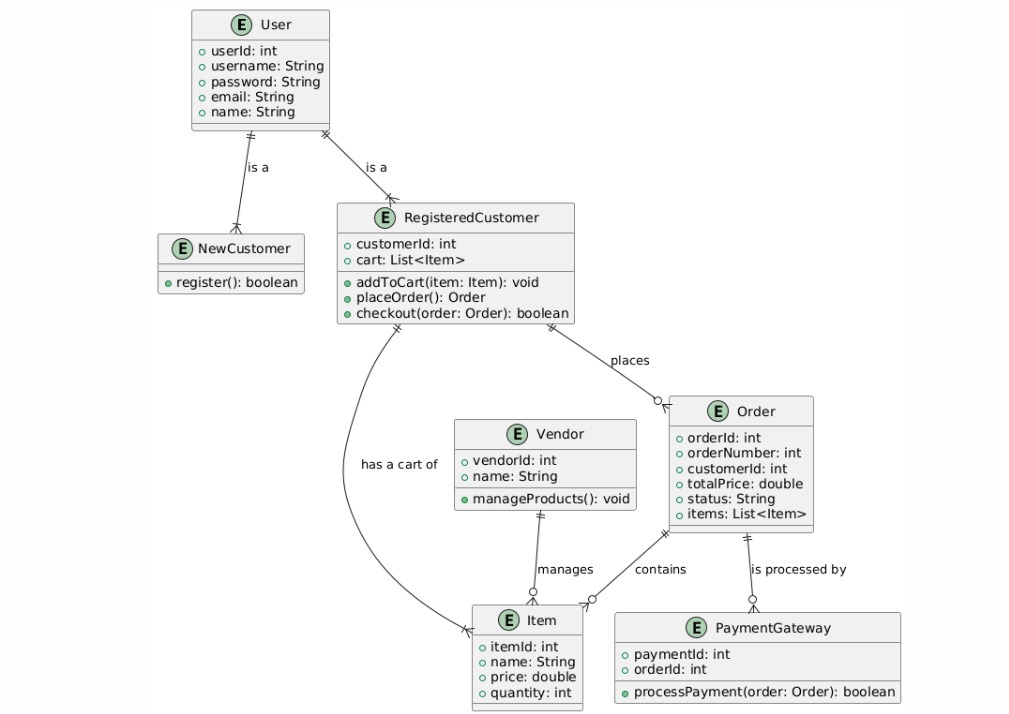 E User
userId: int
username: String
password: String
email: String
name: String
is a
is a
E RegisteredCustomer
customerId: int
cart: List<Item>
addToCart(item: Item): void
placeOrder(): Order
checkout(order: Order): boolean
E NewCustomer
register(): boolean
places
has a cart of
E Vendor
vendorId: int
name: String
manageProducts(): void
E Order
orderId: int
orderNumber: int
customerId: int
totalPrice: double
status: String
items: List<Item>
manages
contains
is processed by
E Item
itemId: int
name: String
price: double
quantity: int
E PaymentGateway
paymentId: int
orderId: int
processPayment(order: Order): boolean